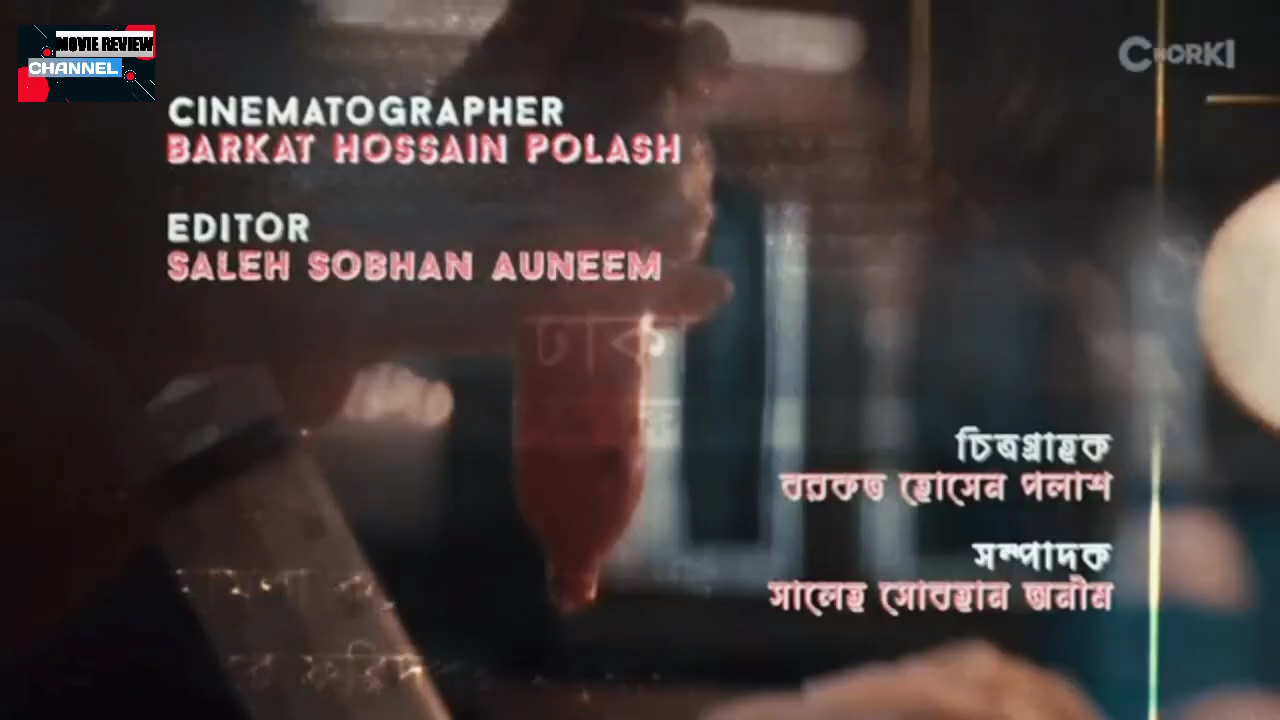 MOVIE REVIEW
CHANNEL
CHORKI
CINEMATOGRAPHER
BARKAT HOSSAIN POLASH
EDITOR
SALEH SOBHAN AUNEEM
ঢাকা
চিত্রগ্রাহক
বরকত হোসেন পলাশ
সম্পাদক
সালেহ সোবহান অনীম